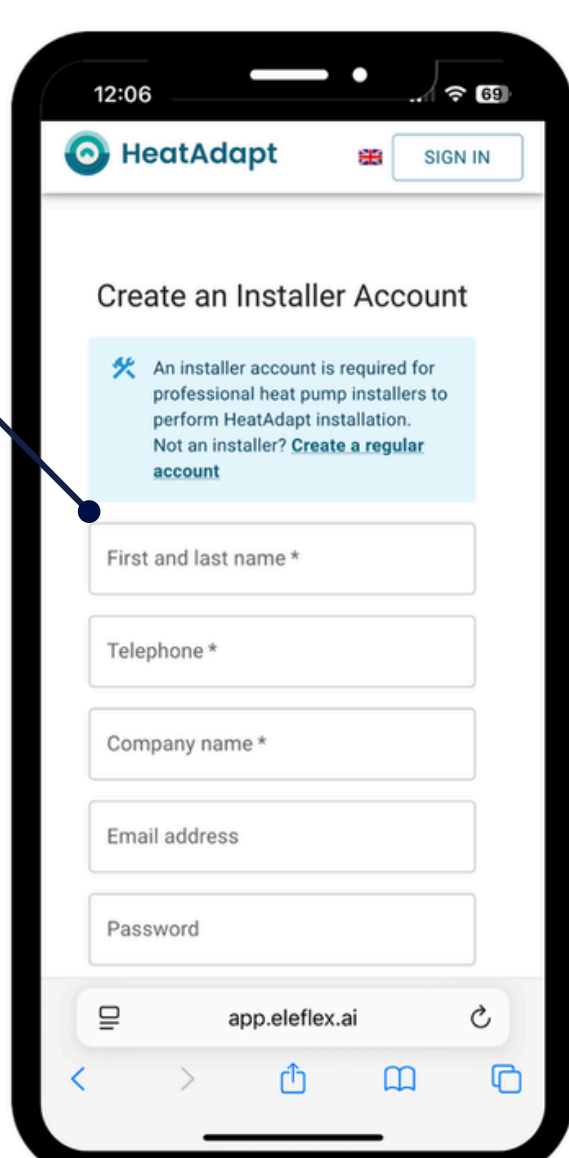 12:06
69
HeatAdapt
SIGN IN
Create an Installer Account
An installer account is required for
professional heat pump installers to
perform HeatAdapt installation.
Not an installer? Create a regular
account
First and last name *
Telephone *
Company name *
Email address
Password
app.eleflex.ai